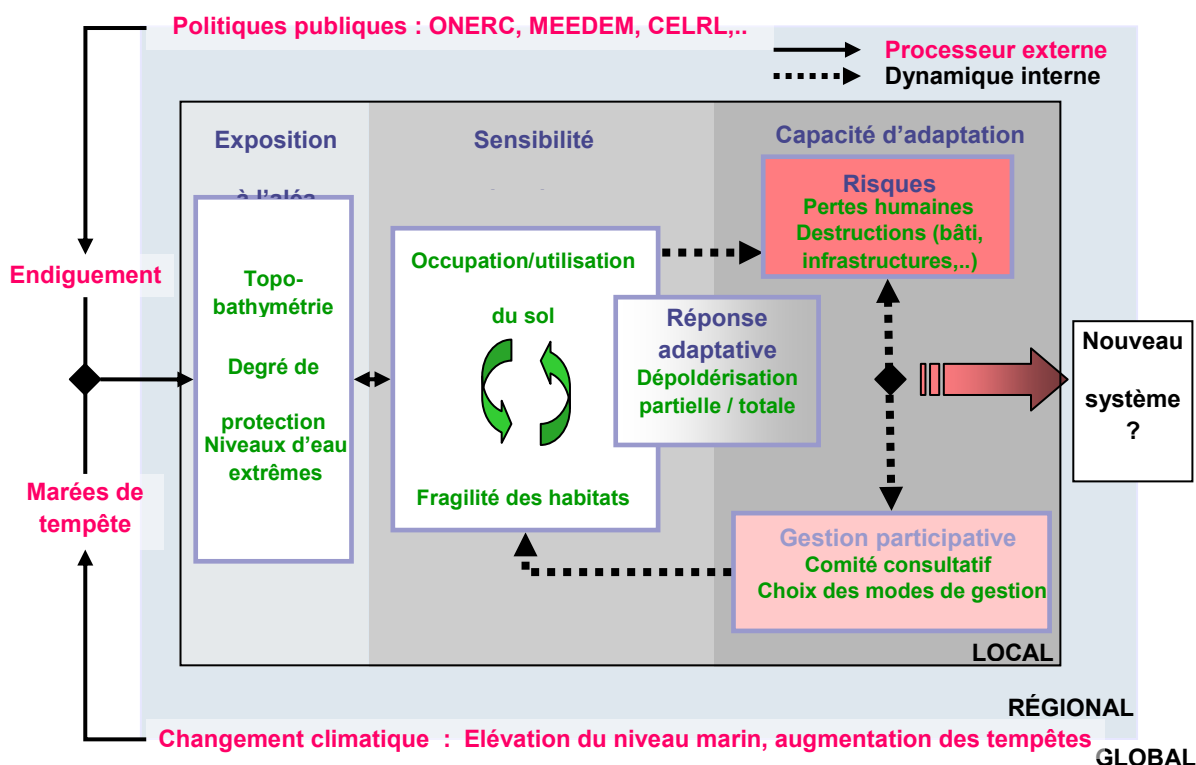 Politiques publiques : ONERC, MEEDEM, CELRL,..
Processeur externe
Dynamique interne
Exposition
à l'aléa
Sensibilité
Capacité d'adaptation
Risques
Pertes humaines
Destructions (bâti,
infrastructures,..)
Endiguement
Topo-
bathymétrie
Degré de
protection
Niveaux d'eau
extrêmes
Occupation/utilisation
du sol
Fragilité des habitats
Réponse
adaptative
Dépoldérisation
partielle / totale
Nouveau
système
?
Marées de
tempête
Gestion participative
Comité consultatif
Choix des modes de gestion
LOCAL
RÉGIONAL
Changement climatique : Elévation du niveau marin, augmentation des tempêtes
GLOBAL